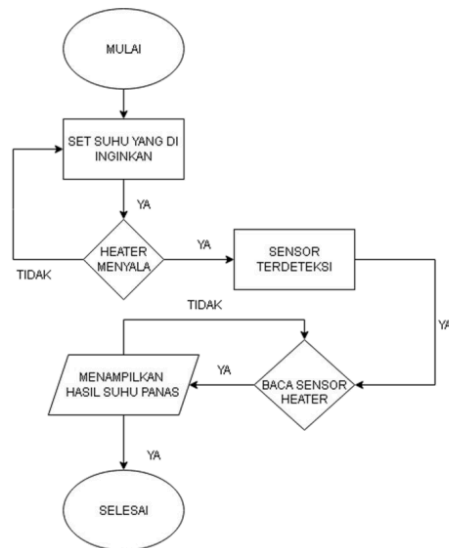 MULAI
SET SUHU YANG DI
INGINKAN
YA
HEATER
MENYALA
TIDAK
YA
SENSOR
TERDETEKSI
YA
TIDAK
BACA SENSOR
HEATER
YA
MENAMPILKAN
HASIL SUHU PANAS
YA
SELESAI